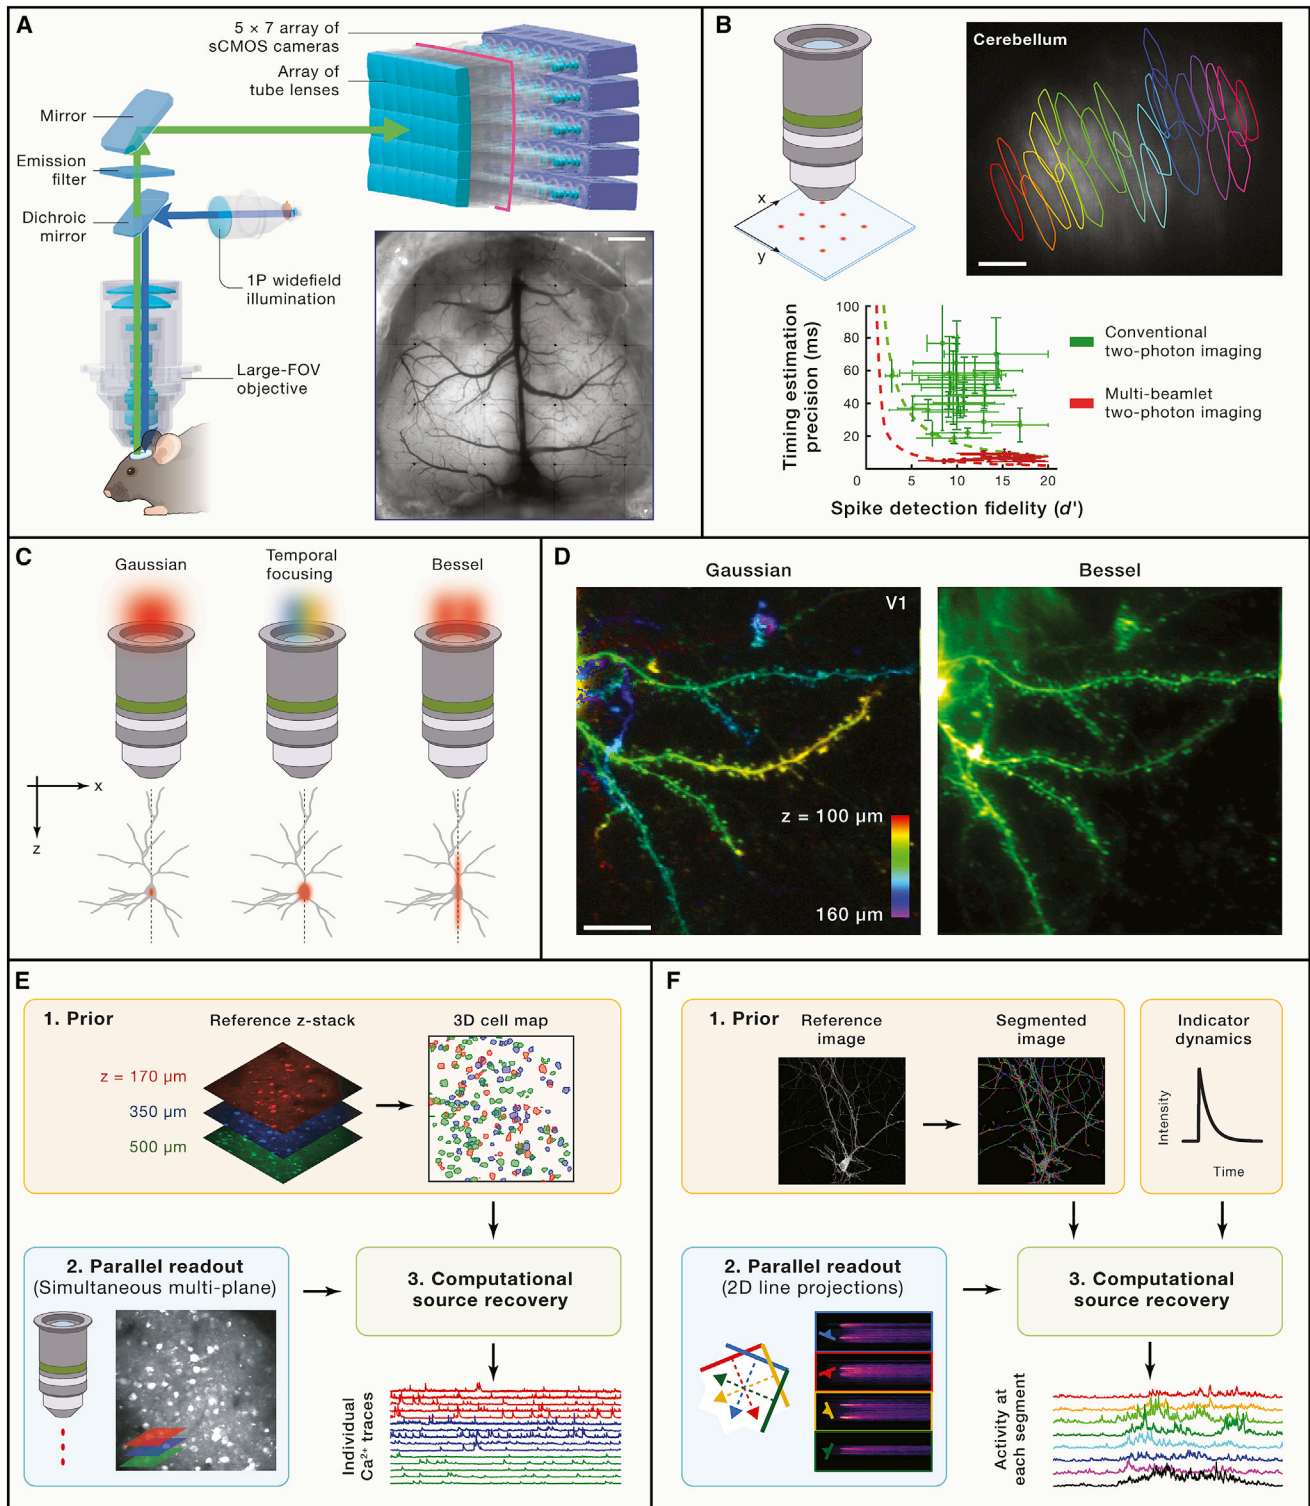 A
5 × 7 array of
sCMOS cameras
Array of
tube lenses
Mirror
Emission
filter
Dichroic
mirror
1P widefield
illumination
Large-FOV
objective
B
x
y
Cerebellum
Timing estimation
precision (ms)
100
80
60
40
20
0
5
10
15
20
Spike detection fidelity (d')
Conventional
two-photon imaging
Multi-beamlet
two-photon imaging
C
Gaussian
Temporal
focusing
Bessel
x
z
D
Gaussian
Bessel
V1
z = 100 µm
160 µm
E
1. Prior
Reference z-stack
3D cell map
z = 170 µm
350 µm
500 µm
2. Parallel readout
(Simultaneous multi-plane)
3. Computational
source recovery
Individual
Ca²⁺ traces
F
1. Prior
Reference
image
Segmented
image
Indicator
dynamics
Intensity
Time
2. Parallel readout
(2D line projections)
3. Computational
source recovery
Activity at
each segment